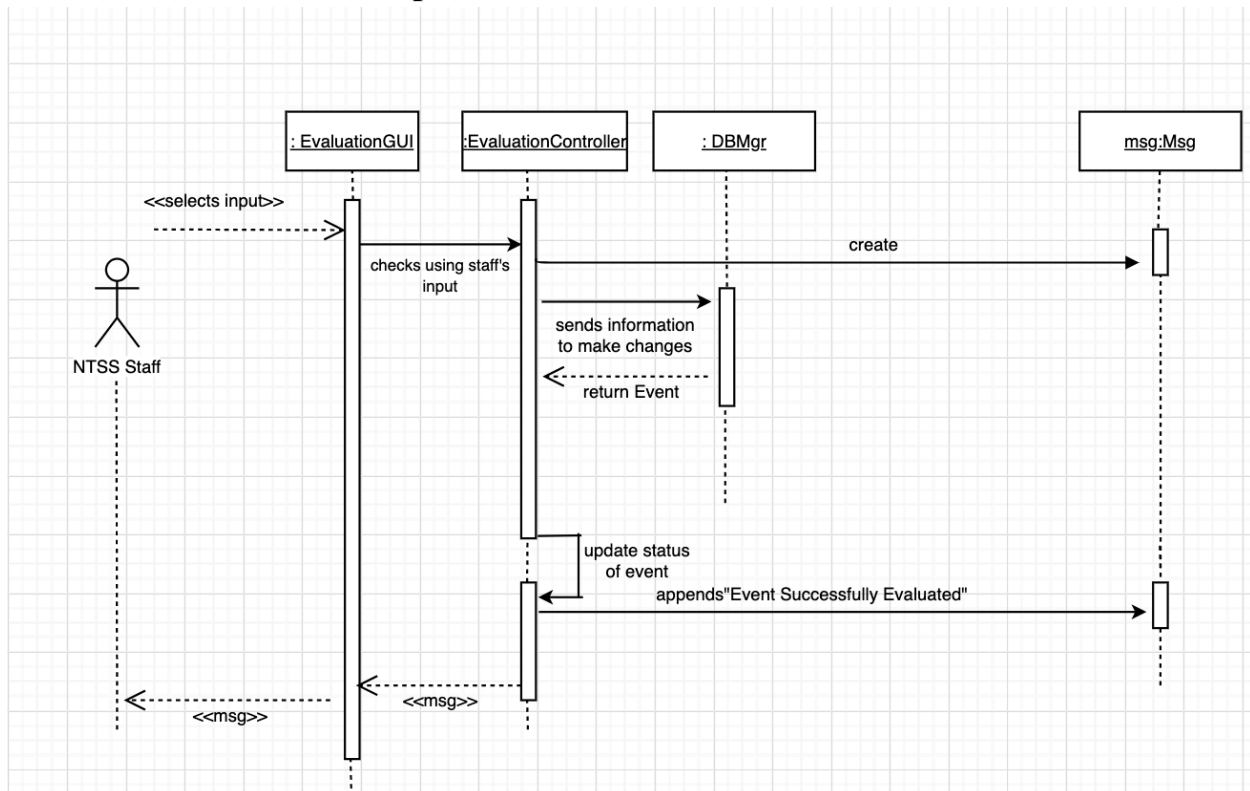 : EvaluationGUI
:EvaluationController
: DBMgr
msg:Msg
<<selects input>>
checks using staff's
input
create
NTSS Staff
sends information
to make changes
return Event
update status
of event
appends"Event Successfully Evaluated"
<<msg>>
<<msg>>